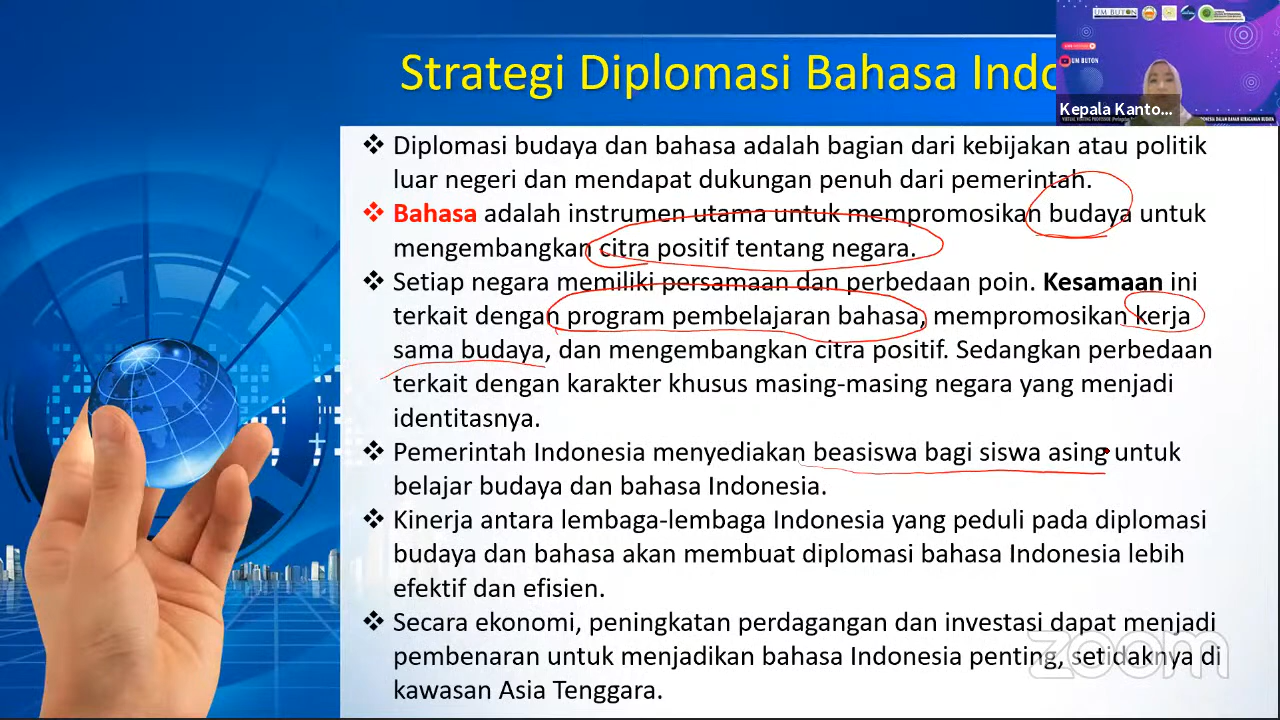 Strategi Diplomasi Bahasa Indo
UM BUTON
UM BUTON
Kepala Kanto...
❖ Diplomasi budaya dan bahasa adalah bagian dari kebijakan atau politik
luar negeri dan mendapat dukungan penuh dari pemerintah.
❖ Bahasa adalah instrumen utama untuk mempromosikan budaya untuk
mengembangkan citra positif tentang negara.
❖ Setiap negara memiliki persamaan dan perbedaan poin. Kesamaan ini
terkait dengan program pembelajaran bahasa, mempromosikan kerja
sama budaya, dan mengembangkan citra positif. Sedangkan perbedaan
terkait dengan karakter khusus masing-masing negara yang menjadi
identitasnya.
❖ Pemerintah Indonesia menyediakan beasiswa bagi siswa asing untuk
belajar budaya dan bahasa Indonesia.
❖ Kinerja antara lembaga-lembaga Indonesia yang peduli pada diplomasi
budaya dan bahasa akan membuat diplomasi bahasa Indonesia lebih
efektif dan efisien.
❖ Secara ekonomi, peningkatan perdagangan dan investasi dapat menjadi
pembenaran untuk menjadikan bahasa Indonesia penting, setidaknya di
kawasan Asia Tenggara.
zoom